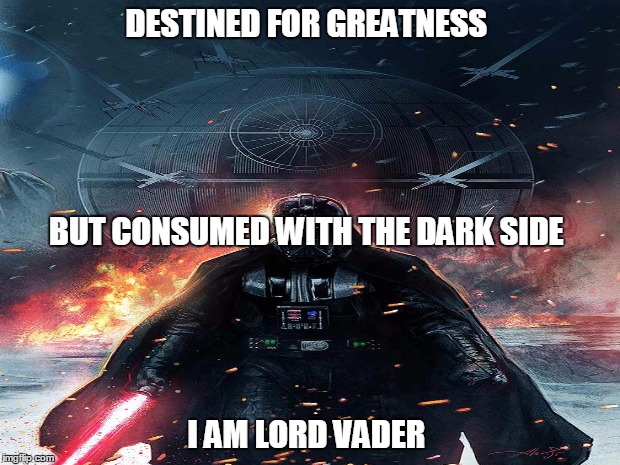 DESTINED FOR GREATNESS
BUT CONSUMED WITH THE DARK SIDE
I AM LORD VADER
imgflip.com